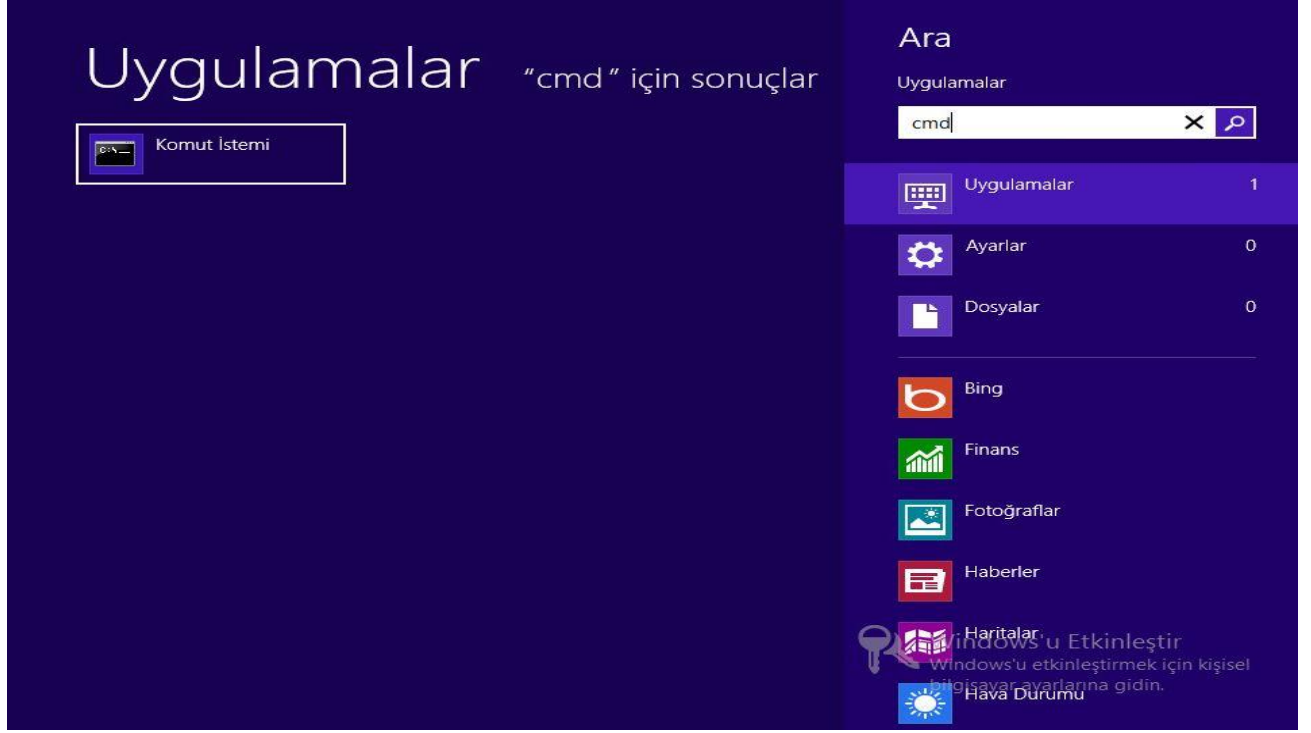 Uygulamalar "cmd" için sonuçlar
Komut İstemi
C:\
Ara
Uygulamalar
cmd
Uygulamalar 1
Ayarlar 0
Dosyalar 0
Bing
Finans
Fotoğraflar
Haberler
Haritalar
Windows'u Etkinleştir
Windows'u etkinleştirmek için kişisel
bilgisayar ayarlarına gidin.
Hava Durumu